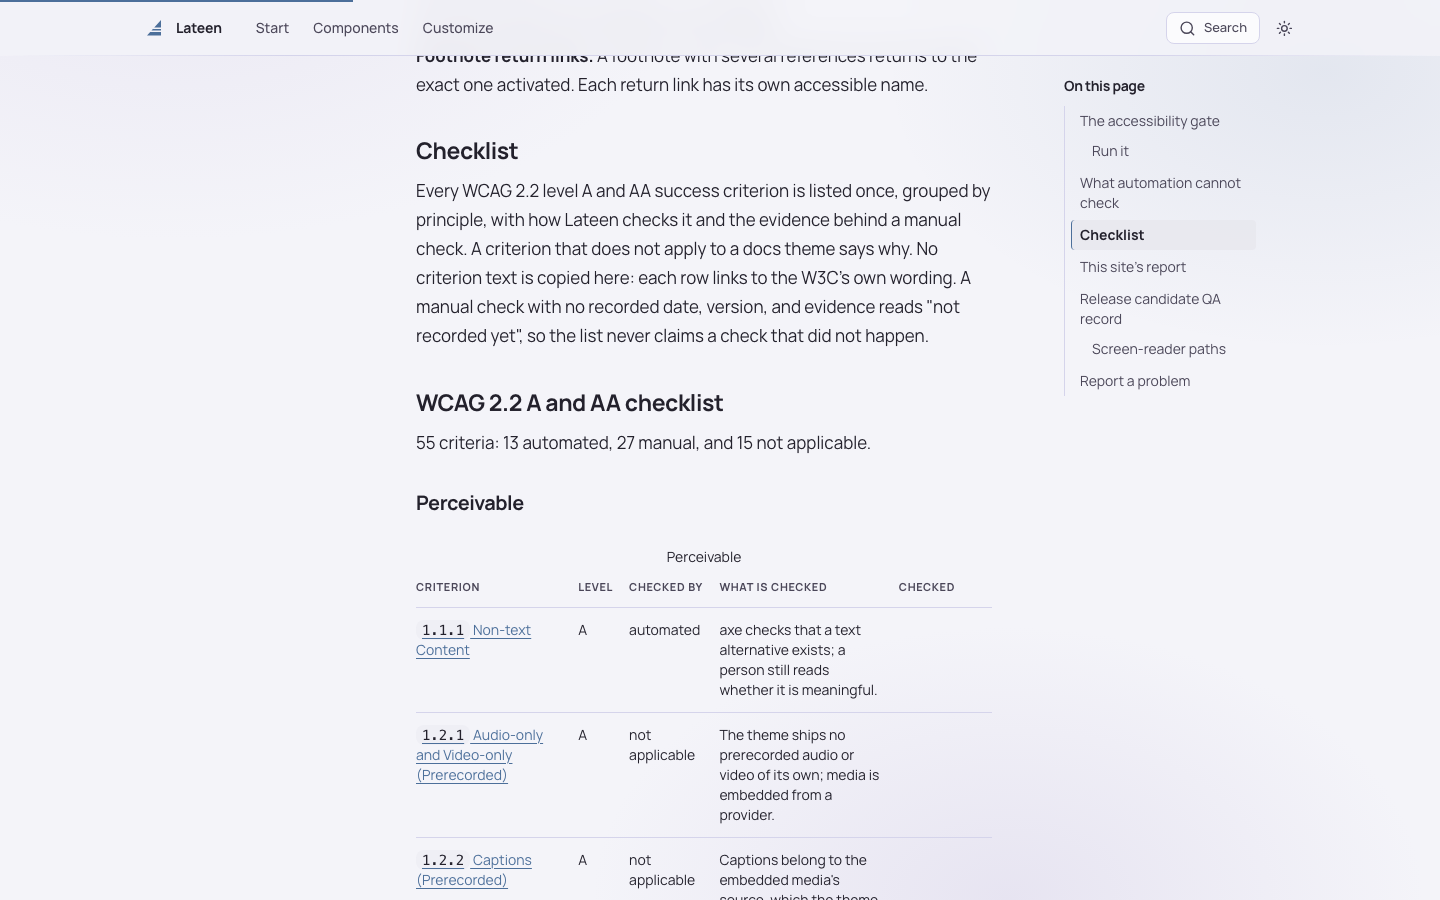 Lateen
Start
Components
Customize
Search
Footnote return links. A footnote with several references returns to the
exact one activated. Each return link has its own accessible name.
Checklist
Every WCAG 2.2 level A and AA success criterion is listed once, grouped by
principle, with how Lateen checks it and the evidence behind a manual
check. A criterion that does not apply to a docs theme says why. No
criterion text is copied here: each row links to the W3C’s own wording. A
manual check with no recorded date, version, and evidence reads "not
recorded yet", so the list never claims a check that did not happen.
WCAG 2.2 A and AA checklist
55 criteria: 13 automated, 27 manual, and 15 not applicable.
Perceivable
Perceivable
CRITERION LEVEL CHECKED BY WHAT IS CHECKED CHECKED
1.1.1 Non-text
Content
A
automated
axe checks that a text
alternative exists; a
person still reads
whether it is meaningful.
1.2.1 Audio-only
and Video-only
(Prerecorded)
A
not
applicable
The theme ships no
prerecorded audio or
video of its own; media is
embedded from a
provider.
1.2.2 Captions
(Prerecorded)
A
not
applicable
Captions belong to the
embedded media's
source, which the theme
On this page
The accessibility gate
Run it
What automation cannot
check
Checklist
This site’s report
Release candidate QA
record
Screen-reader paths
Report a problem